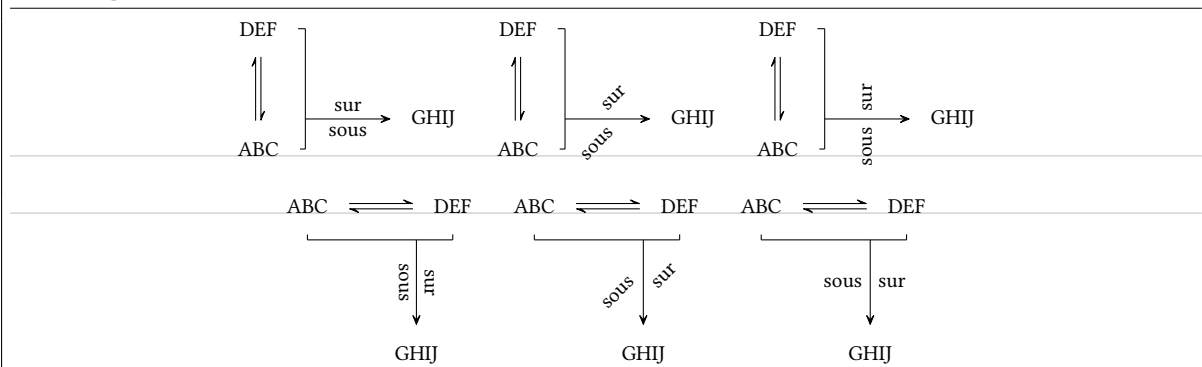 DEF DEF DEF
sur sur sur
GHIJ GHIJ GHIJ
sous sous sous
ABC ABC ABC
ABC DEF ABC DEF ABC DEF
sous sur sous sur sous sur
GHIJ GHIJ GHIJ